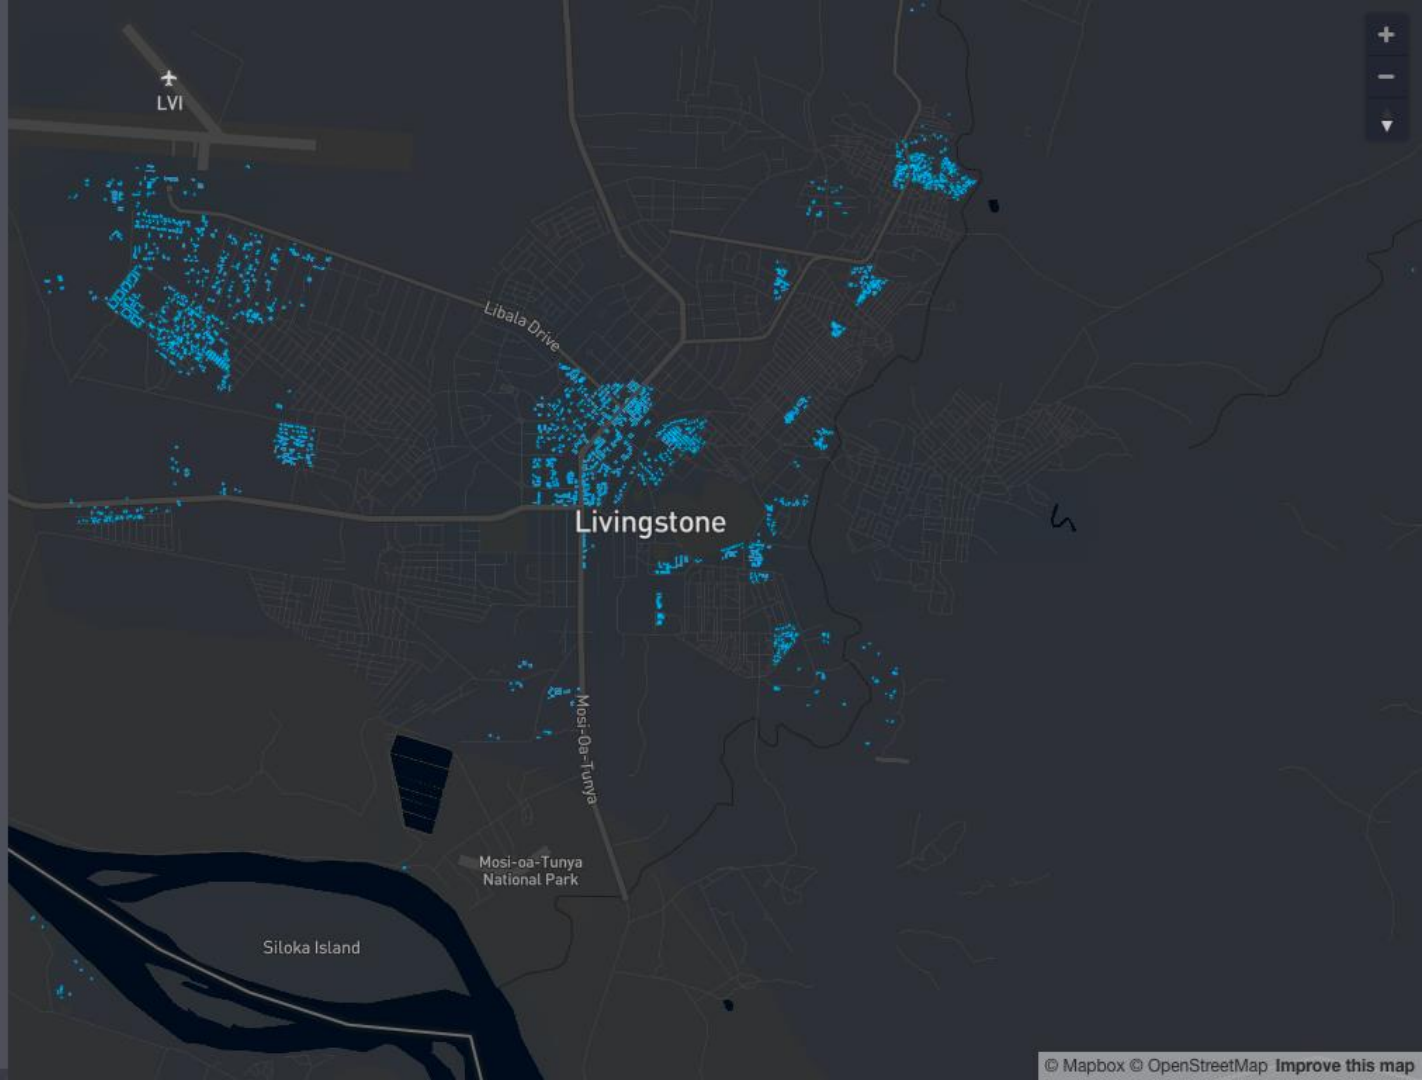 LVI
Libala Drive
Livingstone
Mosi-Oa-Tunya
Mosi-oa-Tunya
National Park
Siloka Island
© Mapbox © OpenStreetMap Improve this map